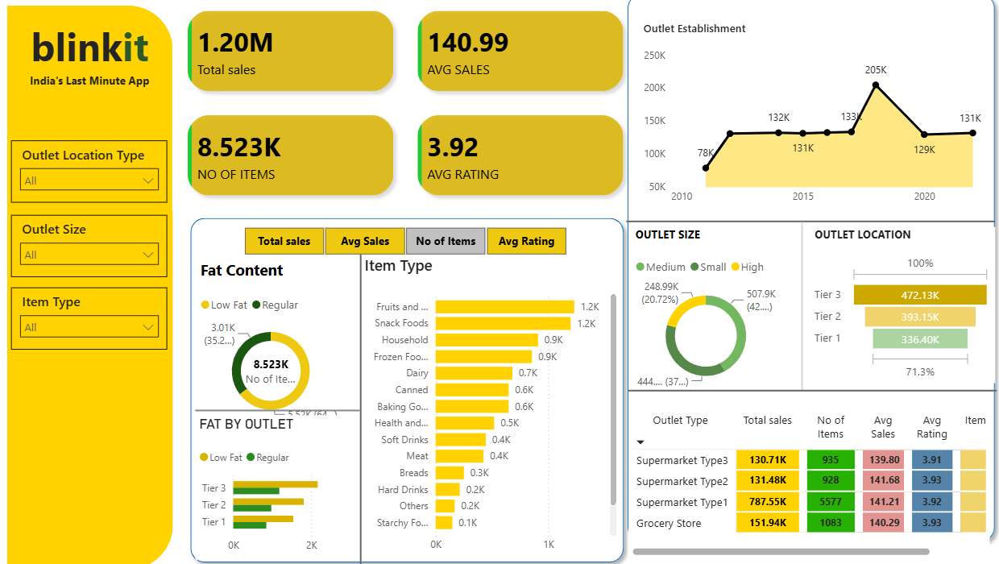 blinkit
India's Last Minute App
Outlet Location Type
All
Outlet Size
All
Item Type
All
1.20M
Total sales
140.99
AVG SALES
8.523K
NO OF ITEMS
3.92
AVG RATING
Total sales Avg Sales No of Items Avg Rating
Fat Content
Low Fat Regular
3.01K
(35.2...)
8.523K
No of Ite...
5.52K (64...)
FAT BY OUTLET
Low Fat Regular
Tier 3
Tier 2
Tier 1
0K 2K
Item Type
Fruits and ... 1.2K
Snack Foods 1.2K
Household 0.9K
Frozen Foo... 0.9K
Dairy 0.7K
Canned 0.6K
Baking Go... 0.6K
Health and... 0.5K
Soft Drinks 0.4K
Meat 0.4K
Breads 0.3K
Hard Drinks 0.2K
Others 0.2K
Starchy Fo... 0.1K
0K 1K
Outlet Establishment
250K
200K
150K
100K
50K
78K
132K
131K
133K
205K
129K
131K
2010 2015 2020
OUTLET SIZE
Medium Small High
248.99K
(20.72%)
507.9K
(42....)
444.... (37...)
OUTLET LOCATION
100%
Tier 3 472.13K
Tier 2 393.15K
Tier 1 336.40K
71.3%
Outlet Type Total sales No of Items Avg Sales Avg Rating Item
Supermarket Type3 130.71K 935 139.80 3.91
Supermarket Type2 131.48K 928 141.68 3.93
Supermarket Type1 787.55K 5577 141.21 3.92
Grocery Store 151.94K 1083 140.29 3.93